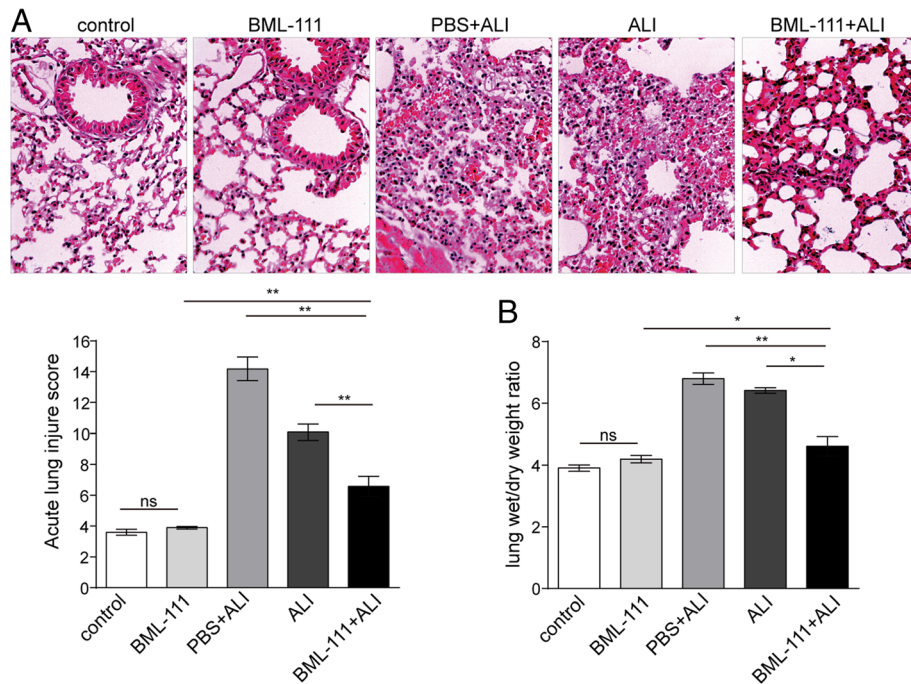 A
control BML-111 PBS+ALI ALI BML-111+ALI
**
**
**
ns
Acute lung injure score
16
14
12
10
8
6
4
2
0
control BML-111 PBS+ALI ALI BML-111+ALI
B
*
**
*
ns
lung wet/dry weight ratio
8
6
4
2
0
control BML-111 PBS+ALI ALI BML-111+ALI